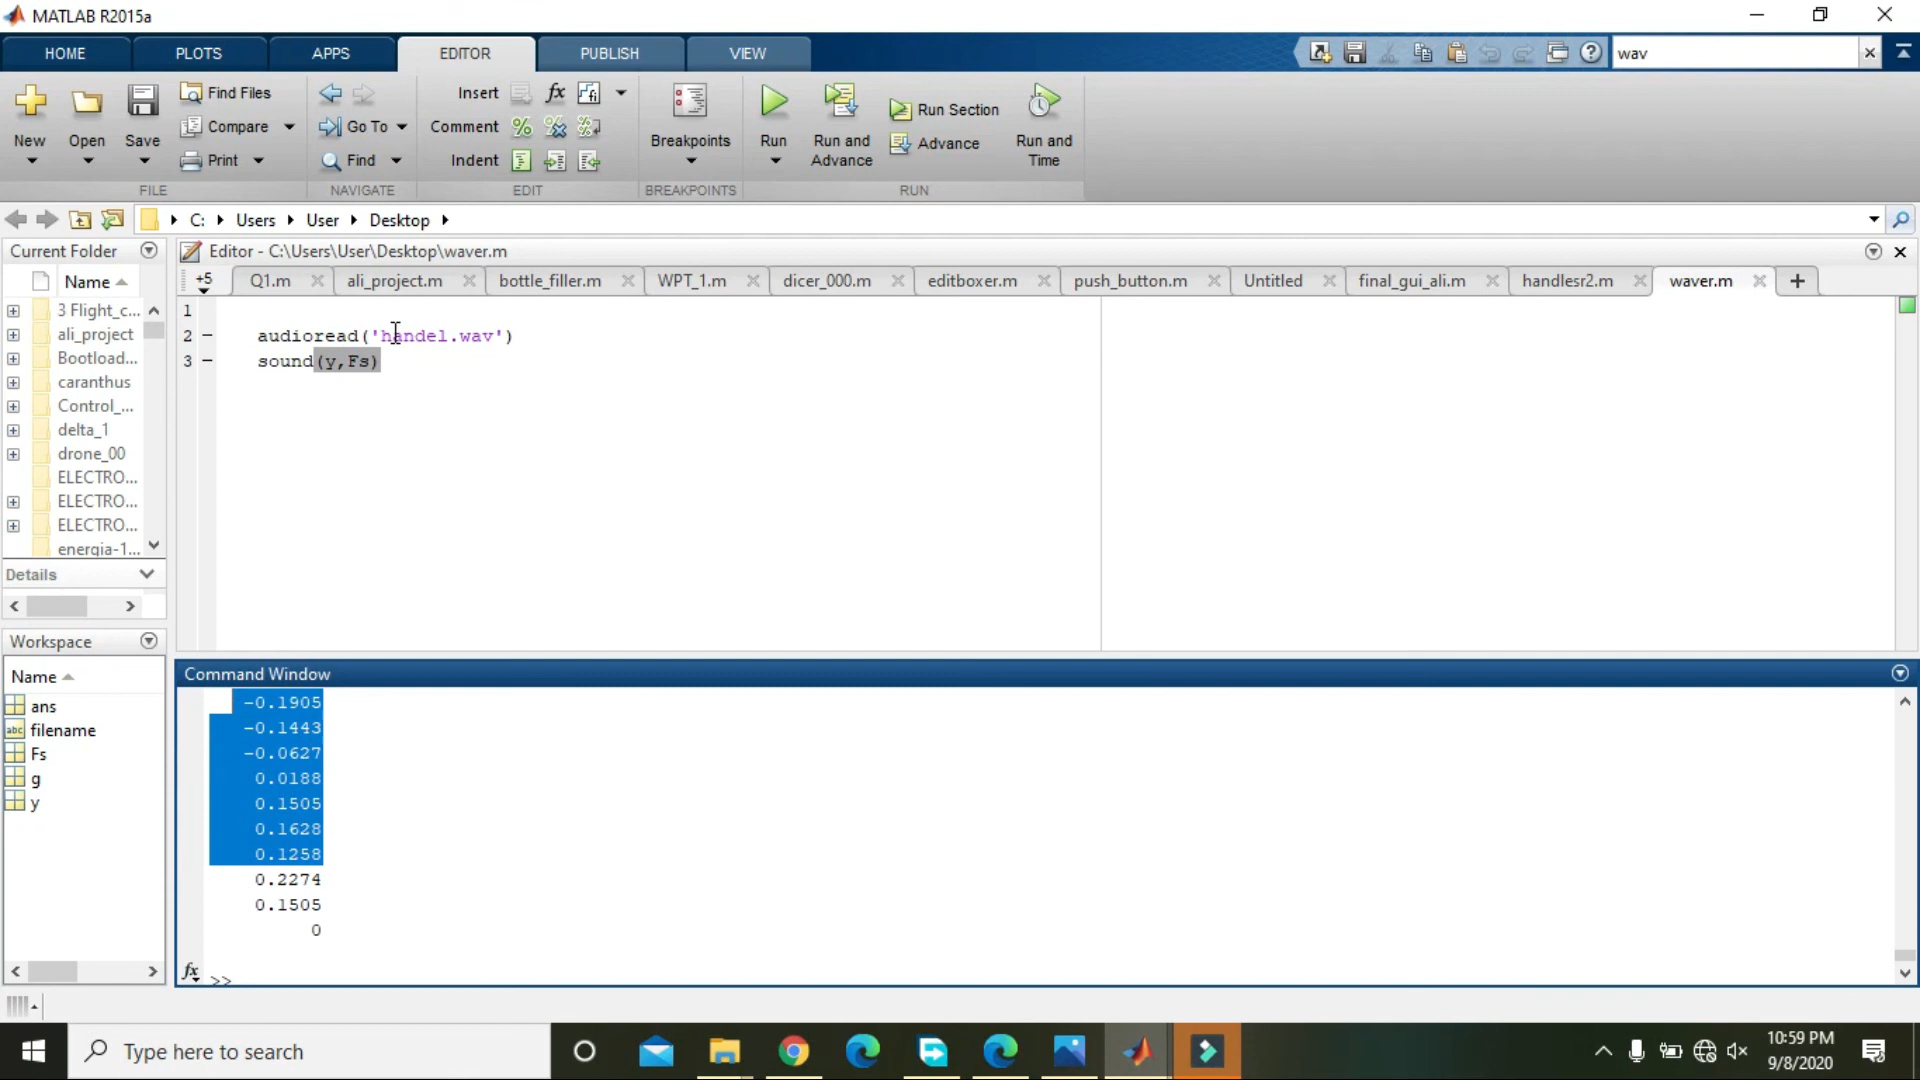 MATLAB R2015a
HOME PLOTS APPS EDITOR PUBLISH VIEW wav
New Open Save Find Files Compare Print
FILE
Go To Find
NAVIGATE
Insert fx
Comment
Indent
EDIT
Breakpoints
BREAKPOINTS
Run Run and Advance Run Section Advance Run and Time
RUN
C: Users User Desktop
Current Folder
Name
3 Flight_c...
ali_project
Bootload...
caranthus
Control_...
delta_1
drone_00
ELECTRO...
ELECTRO...
ELECTRO...
energia-1...
Details
Workspace
Name
ans
abc filename
Fs
g
y
Editor - C:\Users\User\Desktop\waver.m
+5 Q1.m ali_project.m bottle_filler.m WPT_1.m dicer_000.m editboxer.m push_button.m Untitled final_gui_ali.m handlesr2.m waver.m
1
2 – audioread('handel.wav')
3 – sound(y,Fs)
Command Window
-0.1905
-0.1443
-0.0627
0.0188
0.1505
0.1628
0.1258
0.2274
0.1505
0
fx >>
Type here to search
10:59 PM
9/8/2020